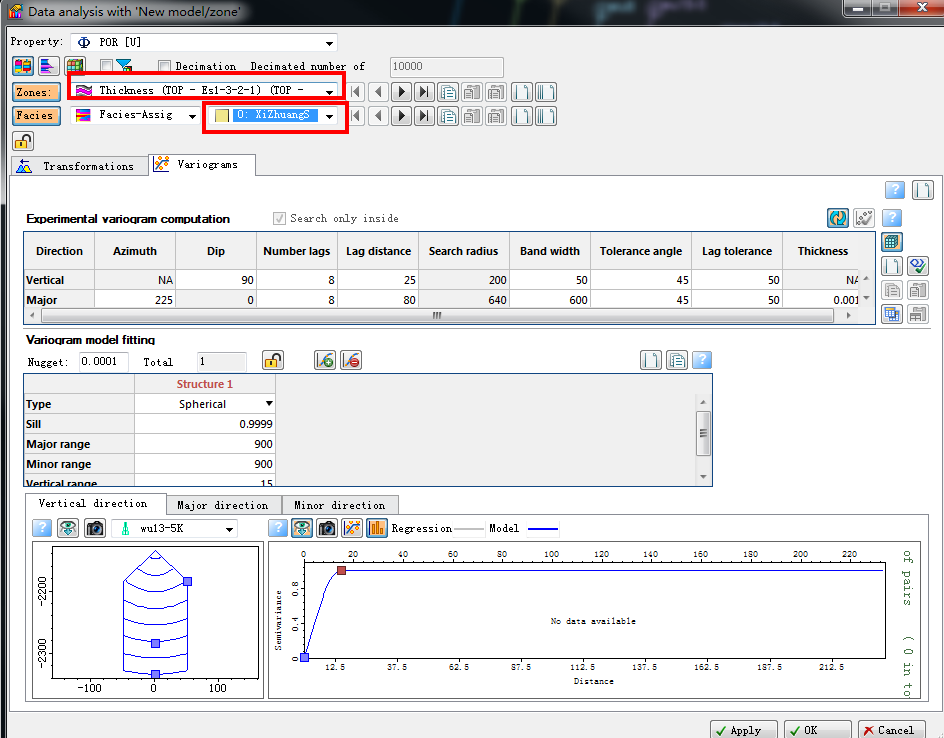 Data analysis with 'New model/zone'
Property: POR [U]
Decimation Decimated number of 10000
Zones: Thickness (TOP - Es1-3-2-1) (TOP -
Facies Facies-Assig 0: XiZhuangS
Transformations Variograms
Experimental variogram computation Search only inside
Direction Azimuth Dip Number lags Lag distance Search radius Band width Tolerance angle Lag tolerance Thickness
Vertical NA 90 8 25 200 50 45 50 NA
Major 225 0 8 80 640 600 45 50 0.001
Variogram model fitting
Nugget: 0.0001 Total 1
Structure 1
Type Spherical
Sill 0.9999
Major range 900
Minor range 900
Vertical range 15
Vertical direction Major direction Minor direction
wu13-5K Regression Model
0 20 40 60 80 100 120 140 160 180 200 220
-2200
-2300
-100 0 100
Semivariance
0 0.4 0.8
No data available
12.5 37.5 62.5 87.5 112.5 137.5 162.5 187.5 212.5
Distance
of pairs ( 0 in to
Apply OK Cancel